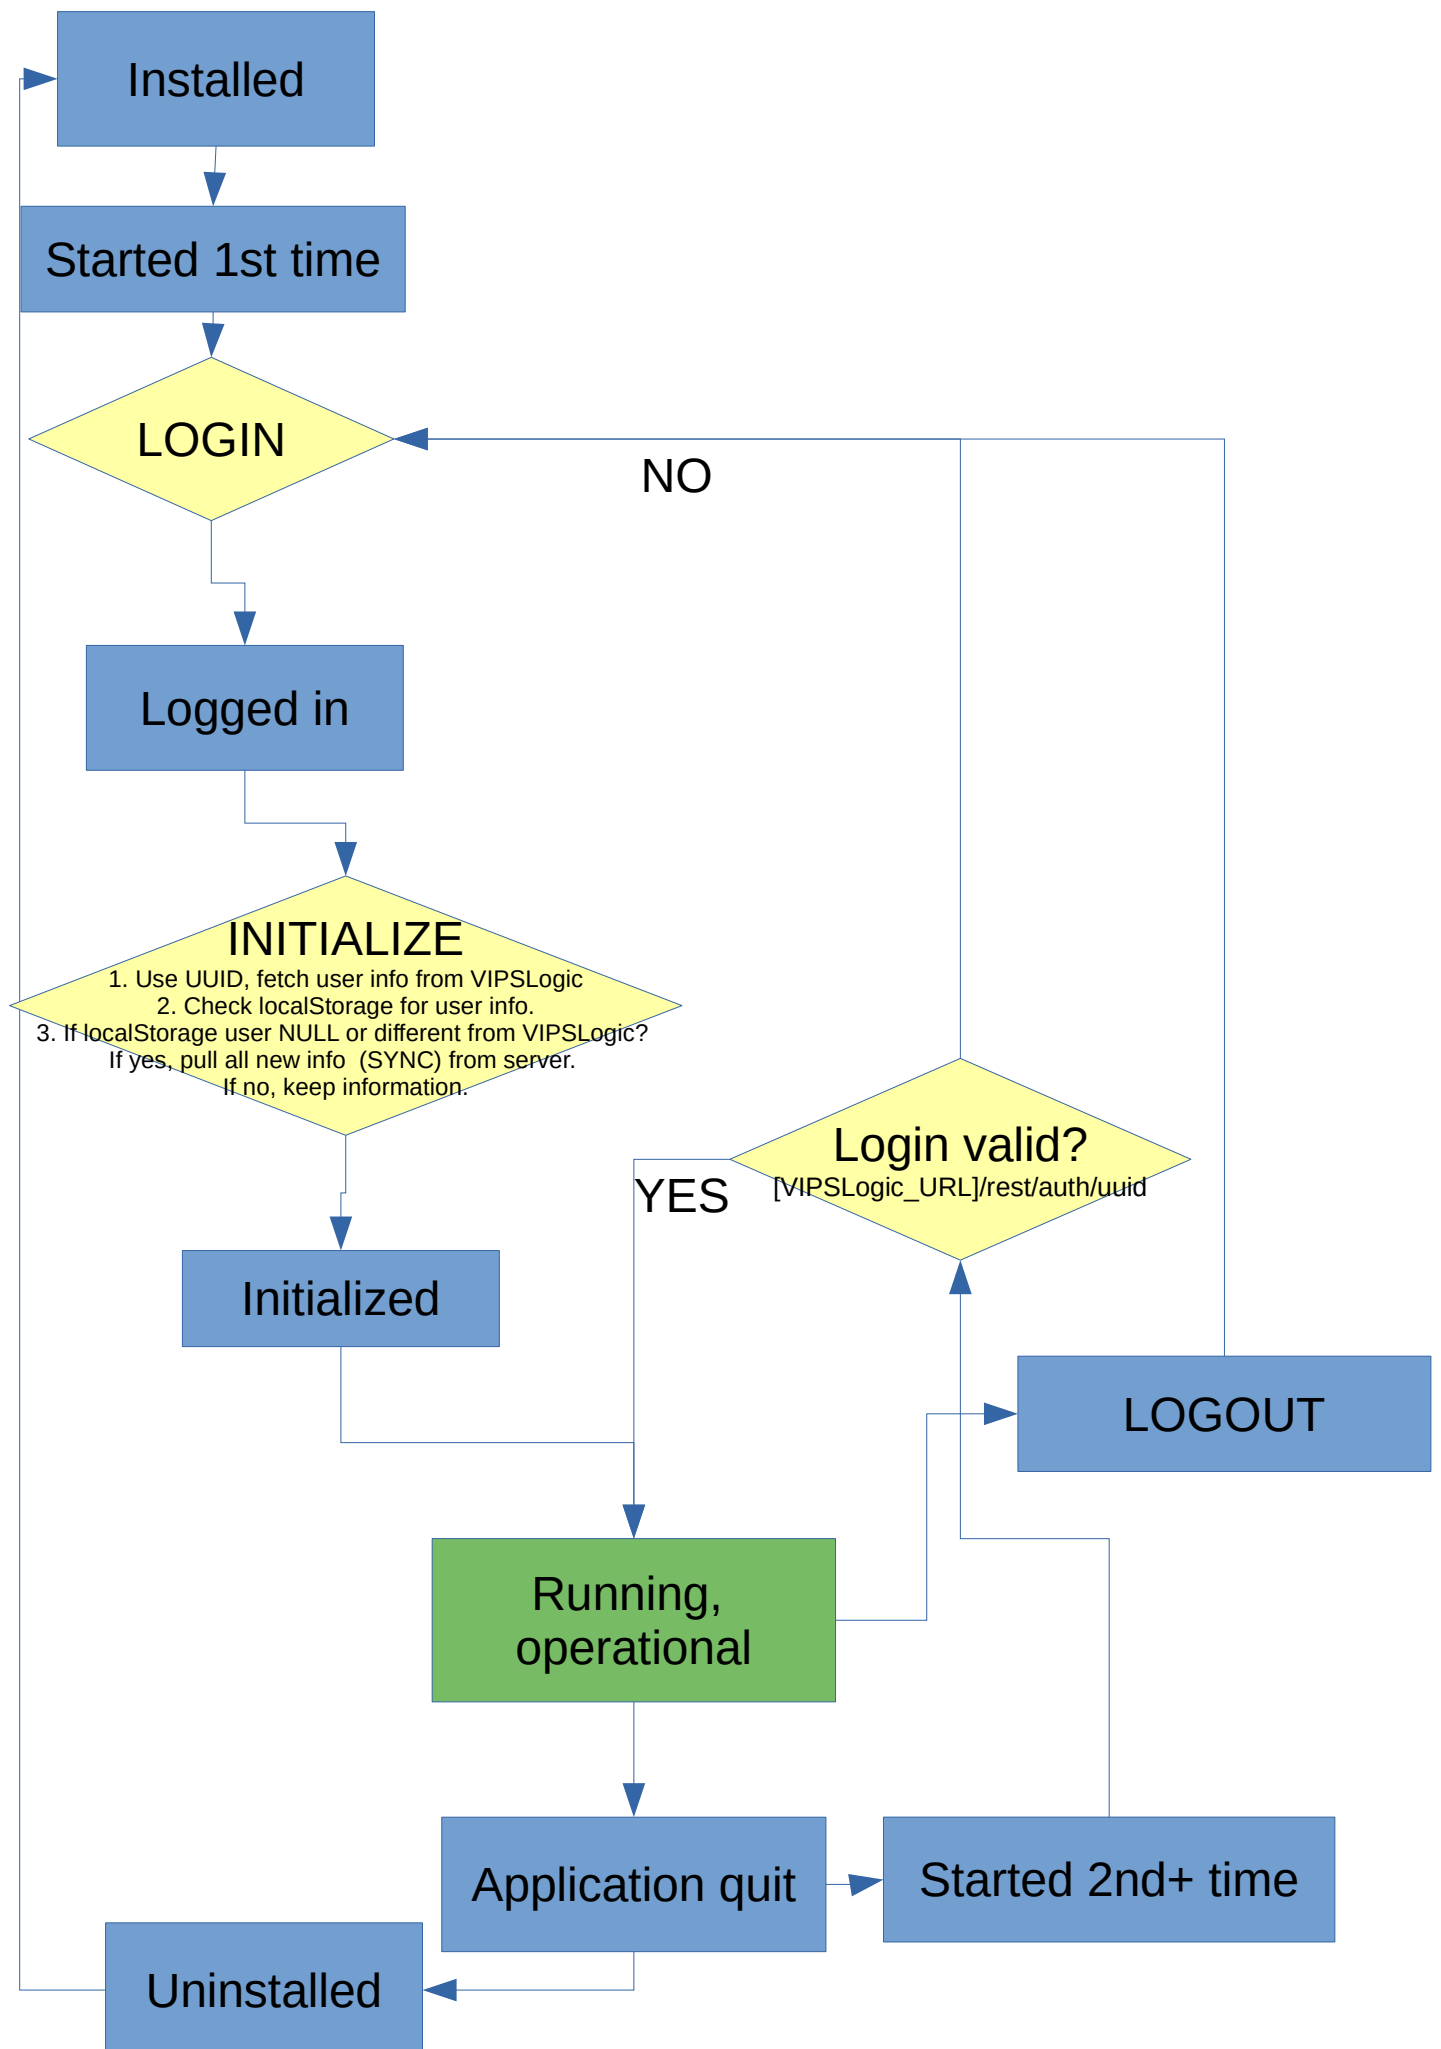 Installed
Started 1st time
LOGIN
NO
Logged in
INITIALIZE
1. Use UUID, fetch user info from VIPSLogic
2. Check localStorage for user info.
3. If localStorage user NULL or different from VIPSLogic?
If yes, pull all new info  (SYNC) from server.
If no, keep information.
Login valid?
[VIPSLogic_URL]/rest/auth/uuid
YES
Initialized
LOGOUT
Running,
operational
Application quit
Started 2nd+ time
Uninstalled